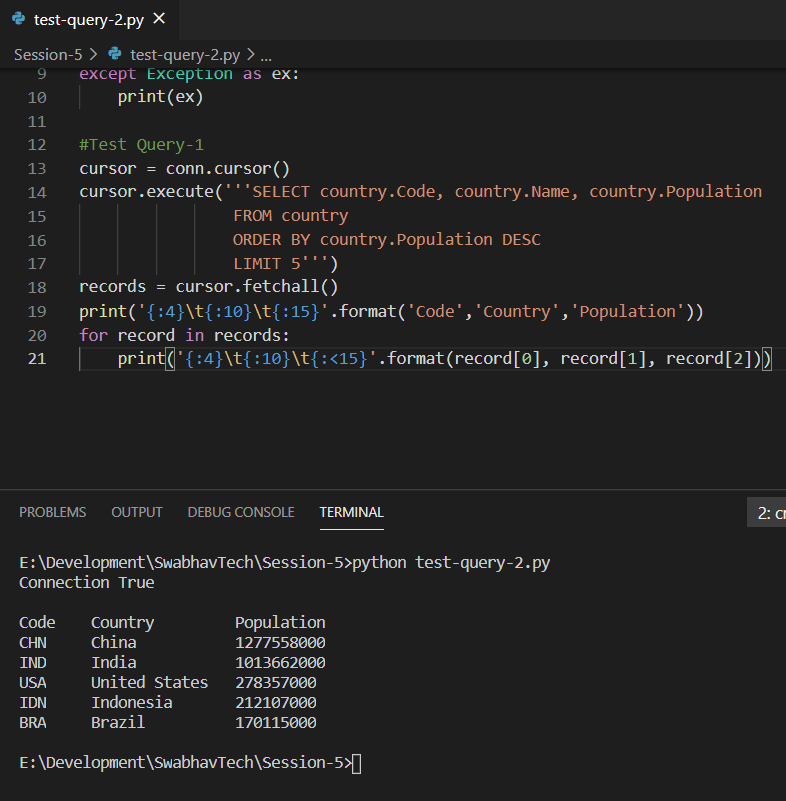 test-query-2.py ×
Session-5 > test-query-2.py > ...
9 except Exception as ex:
10     print(ex)
11
12 #Test Query-1
13 cursor = conn.cursor()
14 cursor.execute('''SELECT country.Code, country.Name, country.Population
15                 FROM country
16                 ORDER BY country.Population DESC
17                 LIMIT 5''')
18 records = cursor.fetchall()
19 print('{:4}\t{:10}\t{:15}'.format('Code','Country','Population'))
20 for record in records:
21     print('{:4}\t{:10}\t{:<15}'.format(record[0], record[1], record[2]))
PROBLEMS OUTPUT DEBUG CONSOLE TERMINAL 2: c
E:\Development\SwabhavTech\Session-5>python test-query-2.py
Connection True
Code    Country         Population
CHN     China           1277558000
IND     India           1013662000
USA     United States   278357000
IDN     Indonesia       212107000
BRA     Brazil          170115000
E:\Development\SwabhavTech\Session-5>